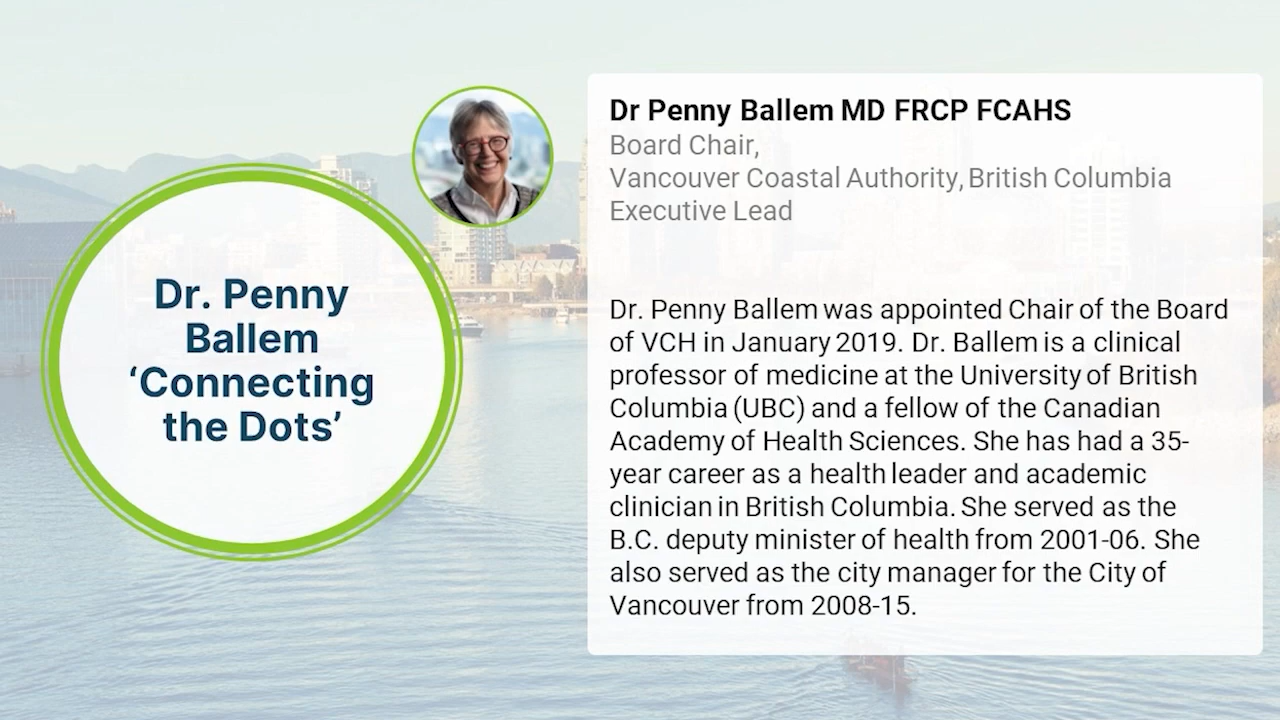 Dr. Penny
Ballem
‘Connecting
the Dots’
Dr Penny Ballem MD FRCP FCAHS
Board Chair,
Vancouver Coastal Authority, British Columbia
Executive Lead
Dr. Penny Ballem was appointed Chair of the Board
of VCH in January 2019. Dr. Ballem is a clinical
professor of medicine at the University of British
Columbia (UBC) and a fellow of the Canadian
Academy of Health Sciences. She has had a 35-
year career as a health leader and academic
clinician in British Columbia. She served as the
B.C. deputy minister of health from 2001-06. She
also served as the city manager for the City of
Vancouver from 2008-15.